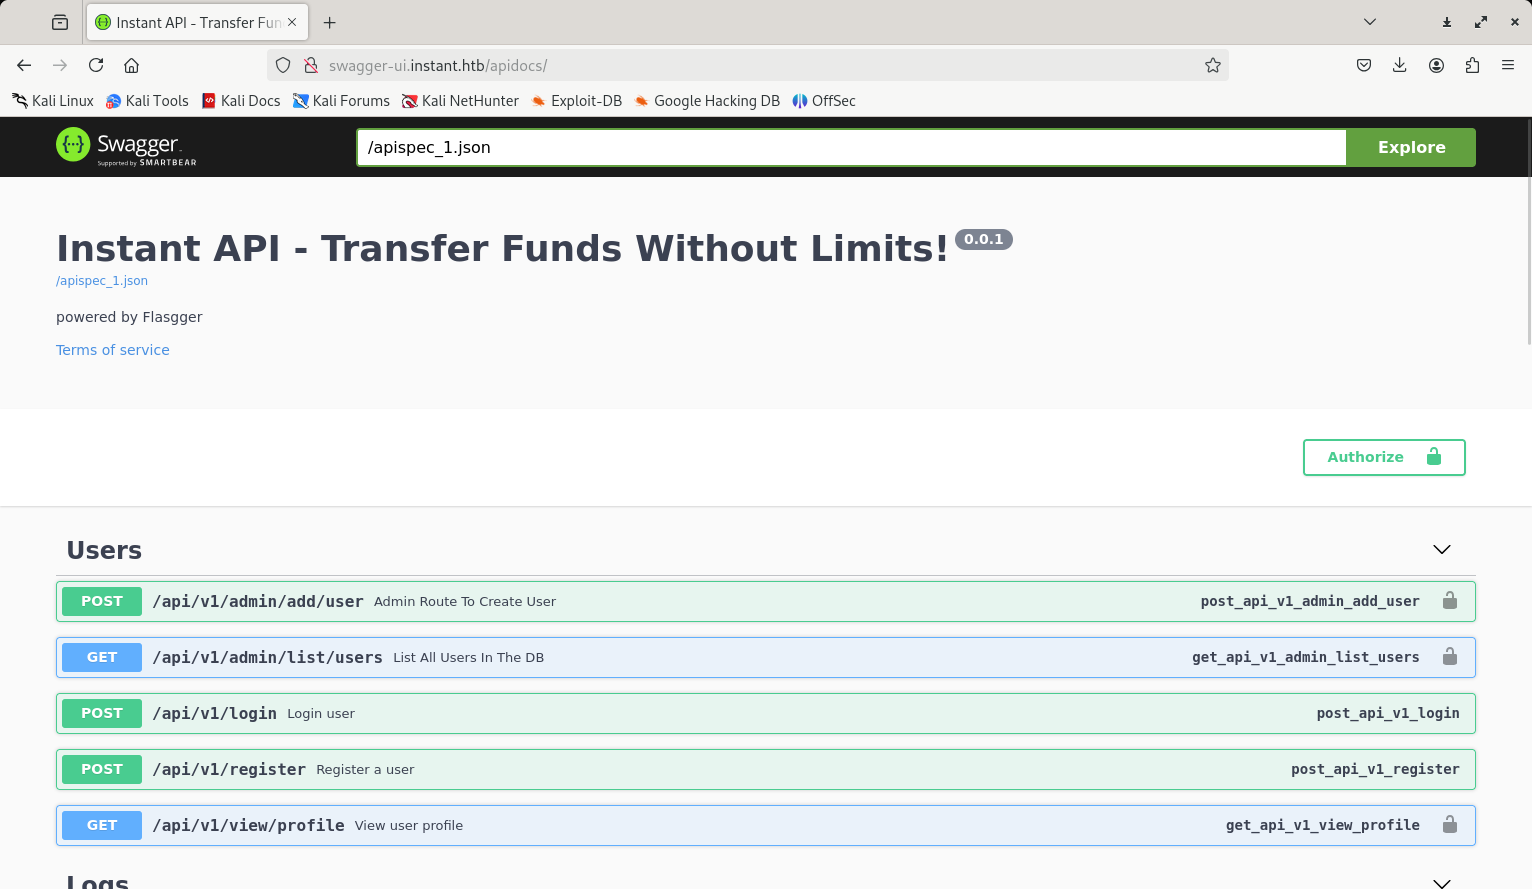 Instant API - Transfer Fun
swagger-ui.instant.htb/apidocs/
Kali Linux Kali Tools Kali Docs Kali Forums Kali NetHunter Exploit-DB Google Hacking DB OffSec
{···} Swagger
Supported by SMARTBEAR
/apispec_1.json Explore
Instant API - Transfer Funds Without Limits! 0.0.1
/apispec_1.json
powered by Flasgger
Terms of service
Authorize
Users
POST /api/v1/admin/add/user Admin Route To Create User post_api_v1_admin_add_user
GET /api/v1/admin/list/users List All Users In The DB get_api_v1_admin_list_users
POST /api/v1/login Login user post_api_v1_login
POST /api/v1/register Register a user post_api_v1_register
GET /api/v1/view/profile View user profile get_api_v1_view_profile
Logs